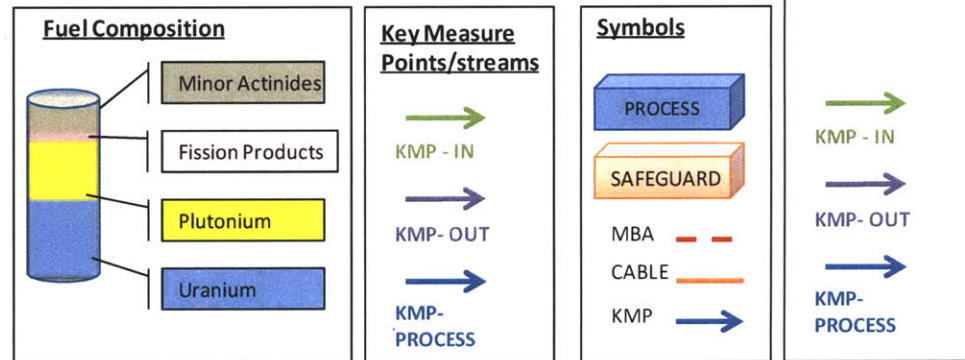 Fuel Composition
Minor Actinides
Fission Products
Plutonium
Uranium
Key Measure
Points/streams
KMP - IN
KMP- OUT
KMP-
PROCESS
Symbols
PROCESS
SAFEGUARD
MBA
CABLE
KMP
KMP - IN
KMP- OUT
KMP-
PROCESS